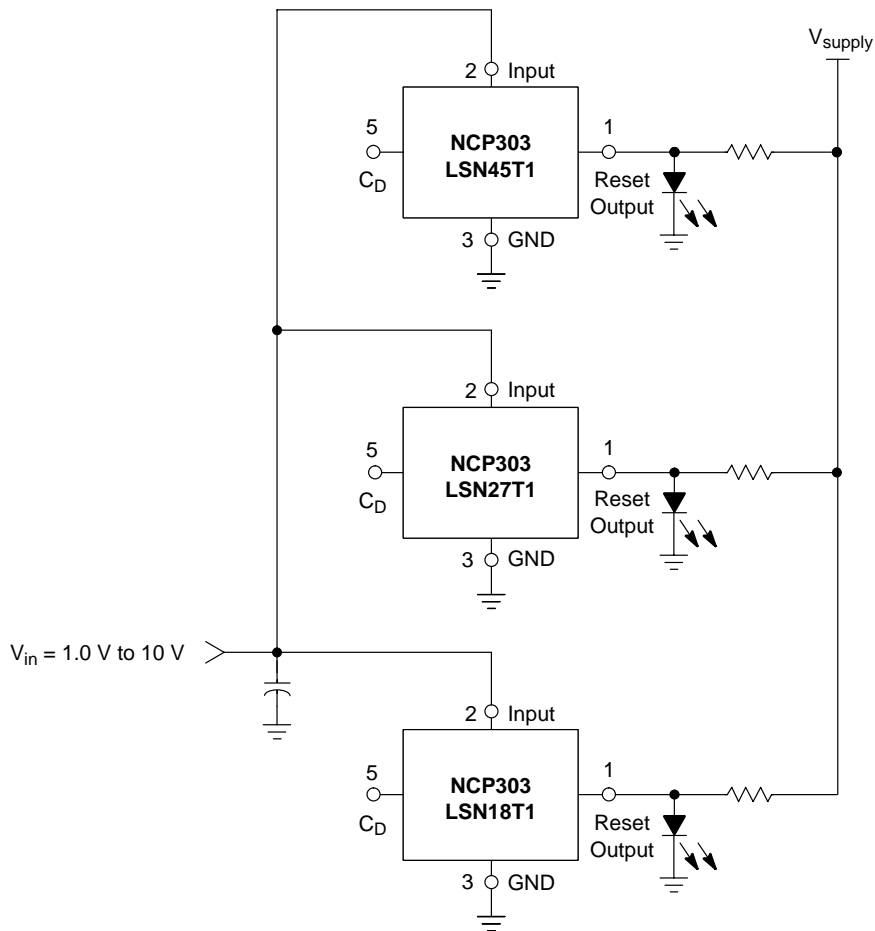 V_supply
2 Input
5
NCP303
LSN45T1
1
C_D
Reset
Output
3 GND
2 Input
5
NCP303
LSN27T1
1
C_D
Reset
Output
3 GND
V_in = 1.0 V to 10 V
2 Input
5
NCP303
LSN18T1
1
C_D
Reset
Output
3 GND